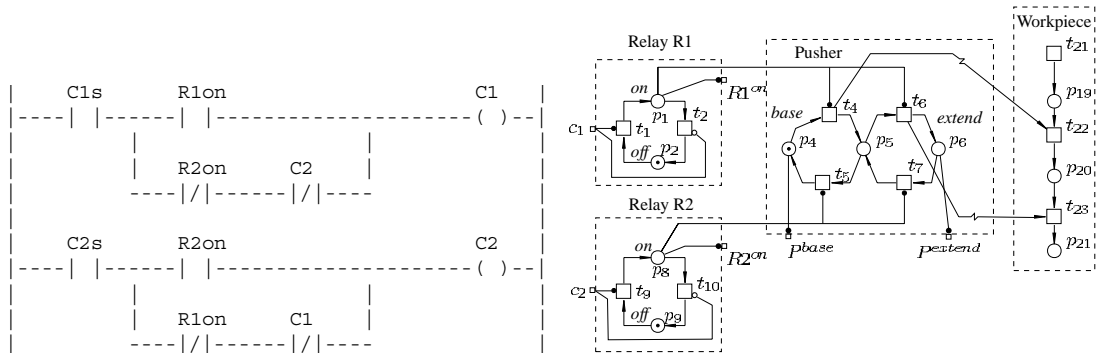 C1s R1on C1
|----| |-----| |-----------------------( )--|
R2on C2
----|/|-----|/|----
C2s R2on C2
|----| |-----| |-----------------------( )--|
R1on C1
----|/|-----|/|----
Relay R1
on
p1
t2
t1
p2
off
c1
R1on
Pusher
base
t4
t6
extend
p4
p5
p6
t5
t7
Pbase
Pextend
Relay R2
on
p8
t10
t9
p9
off
c2
R2on
Workpiece
t21
p19
t22
p20
t23
p21